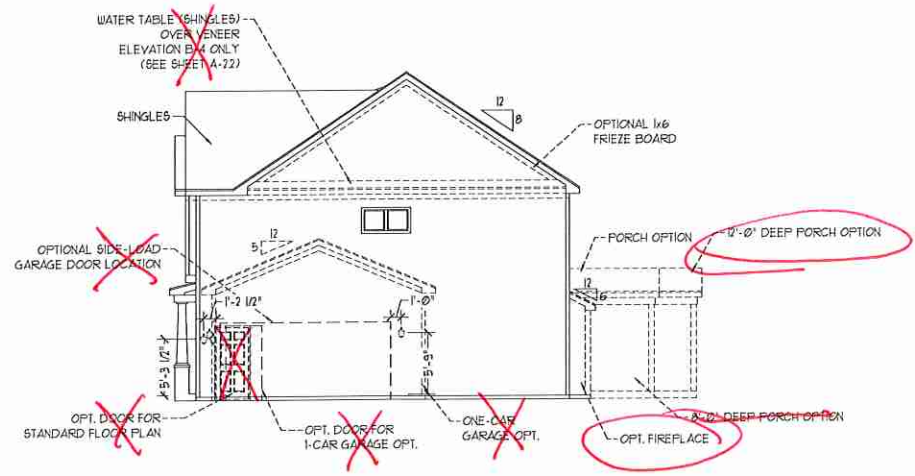 WATER TABLE (SHINGLES)
OVER VENEER
ELEVATION B-4 ONLY
(SEE SHEET A-22)
SHINGLES
12
8
OPTIONAL 1x6
FRIEZE BOARD
PORCH OPTION
12'-0" DEEP PORCH OPTION
OPTIONAL SIDE-LOAD
GARAGE DOOR LOCATION
12
5
12
6
1'-2 1/2"
1'-0"
5'-3 1/2"
5'-9"
OPT. DOOR FOR
STANDARD FLOOR PLAN
OPT. DOOR FOR
1-CAR GARAGE OPT.
ONE-CAR
GARAGE OPT.
OPT. FIREPLACE
8'-0" DEEP PORCH OPTION